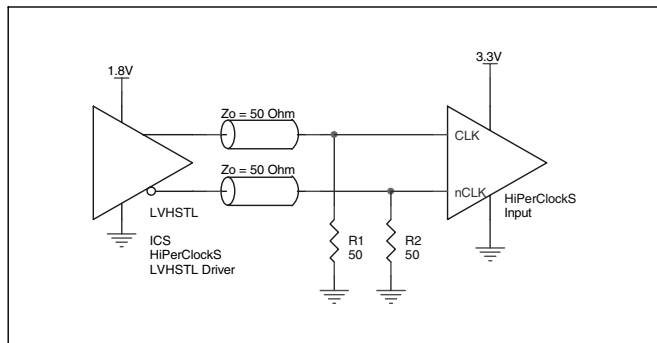 1.8V
3.3V
Zo = 50 Ohm
CLK
Zo = 50 Ohm
nCLK
HiPerClockS
Input
LVHSTL
ICS
HiPerClockS
LVHSTL Driver
R1
50
R2
50